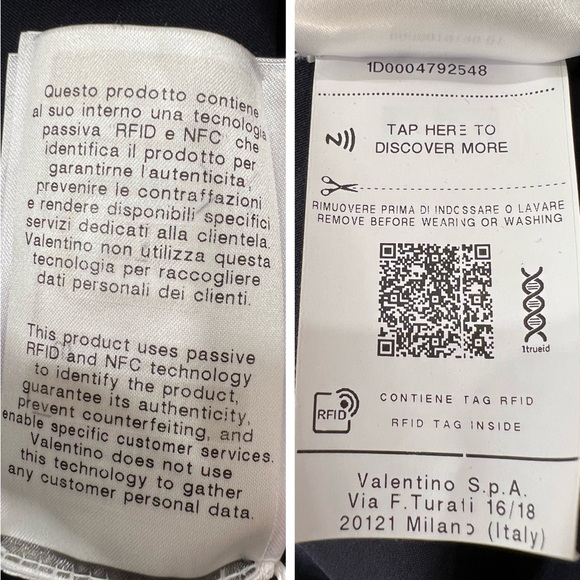 Questo prodotto contiene
al suo interno una tecnologia
passiva RFID e NFC che
identifica il prodotto per
garantirne l'autenticita,
prevenire le contraffazioni
e rendere disponibili specifici
servizi dedicati alla clientela.
Valentino non utilizza questa
tecnologia per raccogliere
dati personali dei clienti.
This product uses passive
RFID and NFC technology
to identify the product,
guarantee its authenticity,
prevent counterfeiting, and
enable specific customer services.
Valentino does not use
this technology to gather
any customer personal data.
1D0004792548
TAP HERE TO
DISCOVER MORE
RIMUOVERE PRIMA DI INDOSSARE O LAVARE
REMOVE BEFORE WEARING OR WASHING
1trueid
RFID
CONTIENE TAG RFID
RFID TAG INSIDE
Valentino S.p.A.
Via F.Turati 16/18
20121 Milano (Italy)